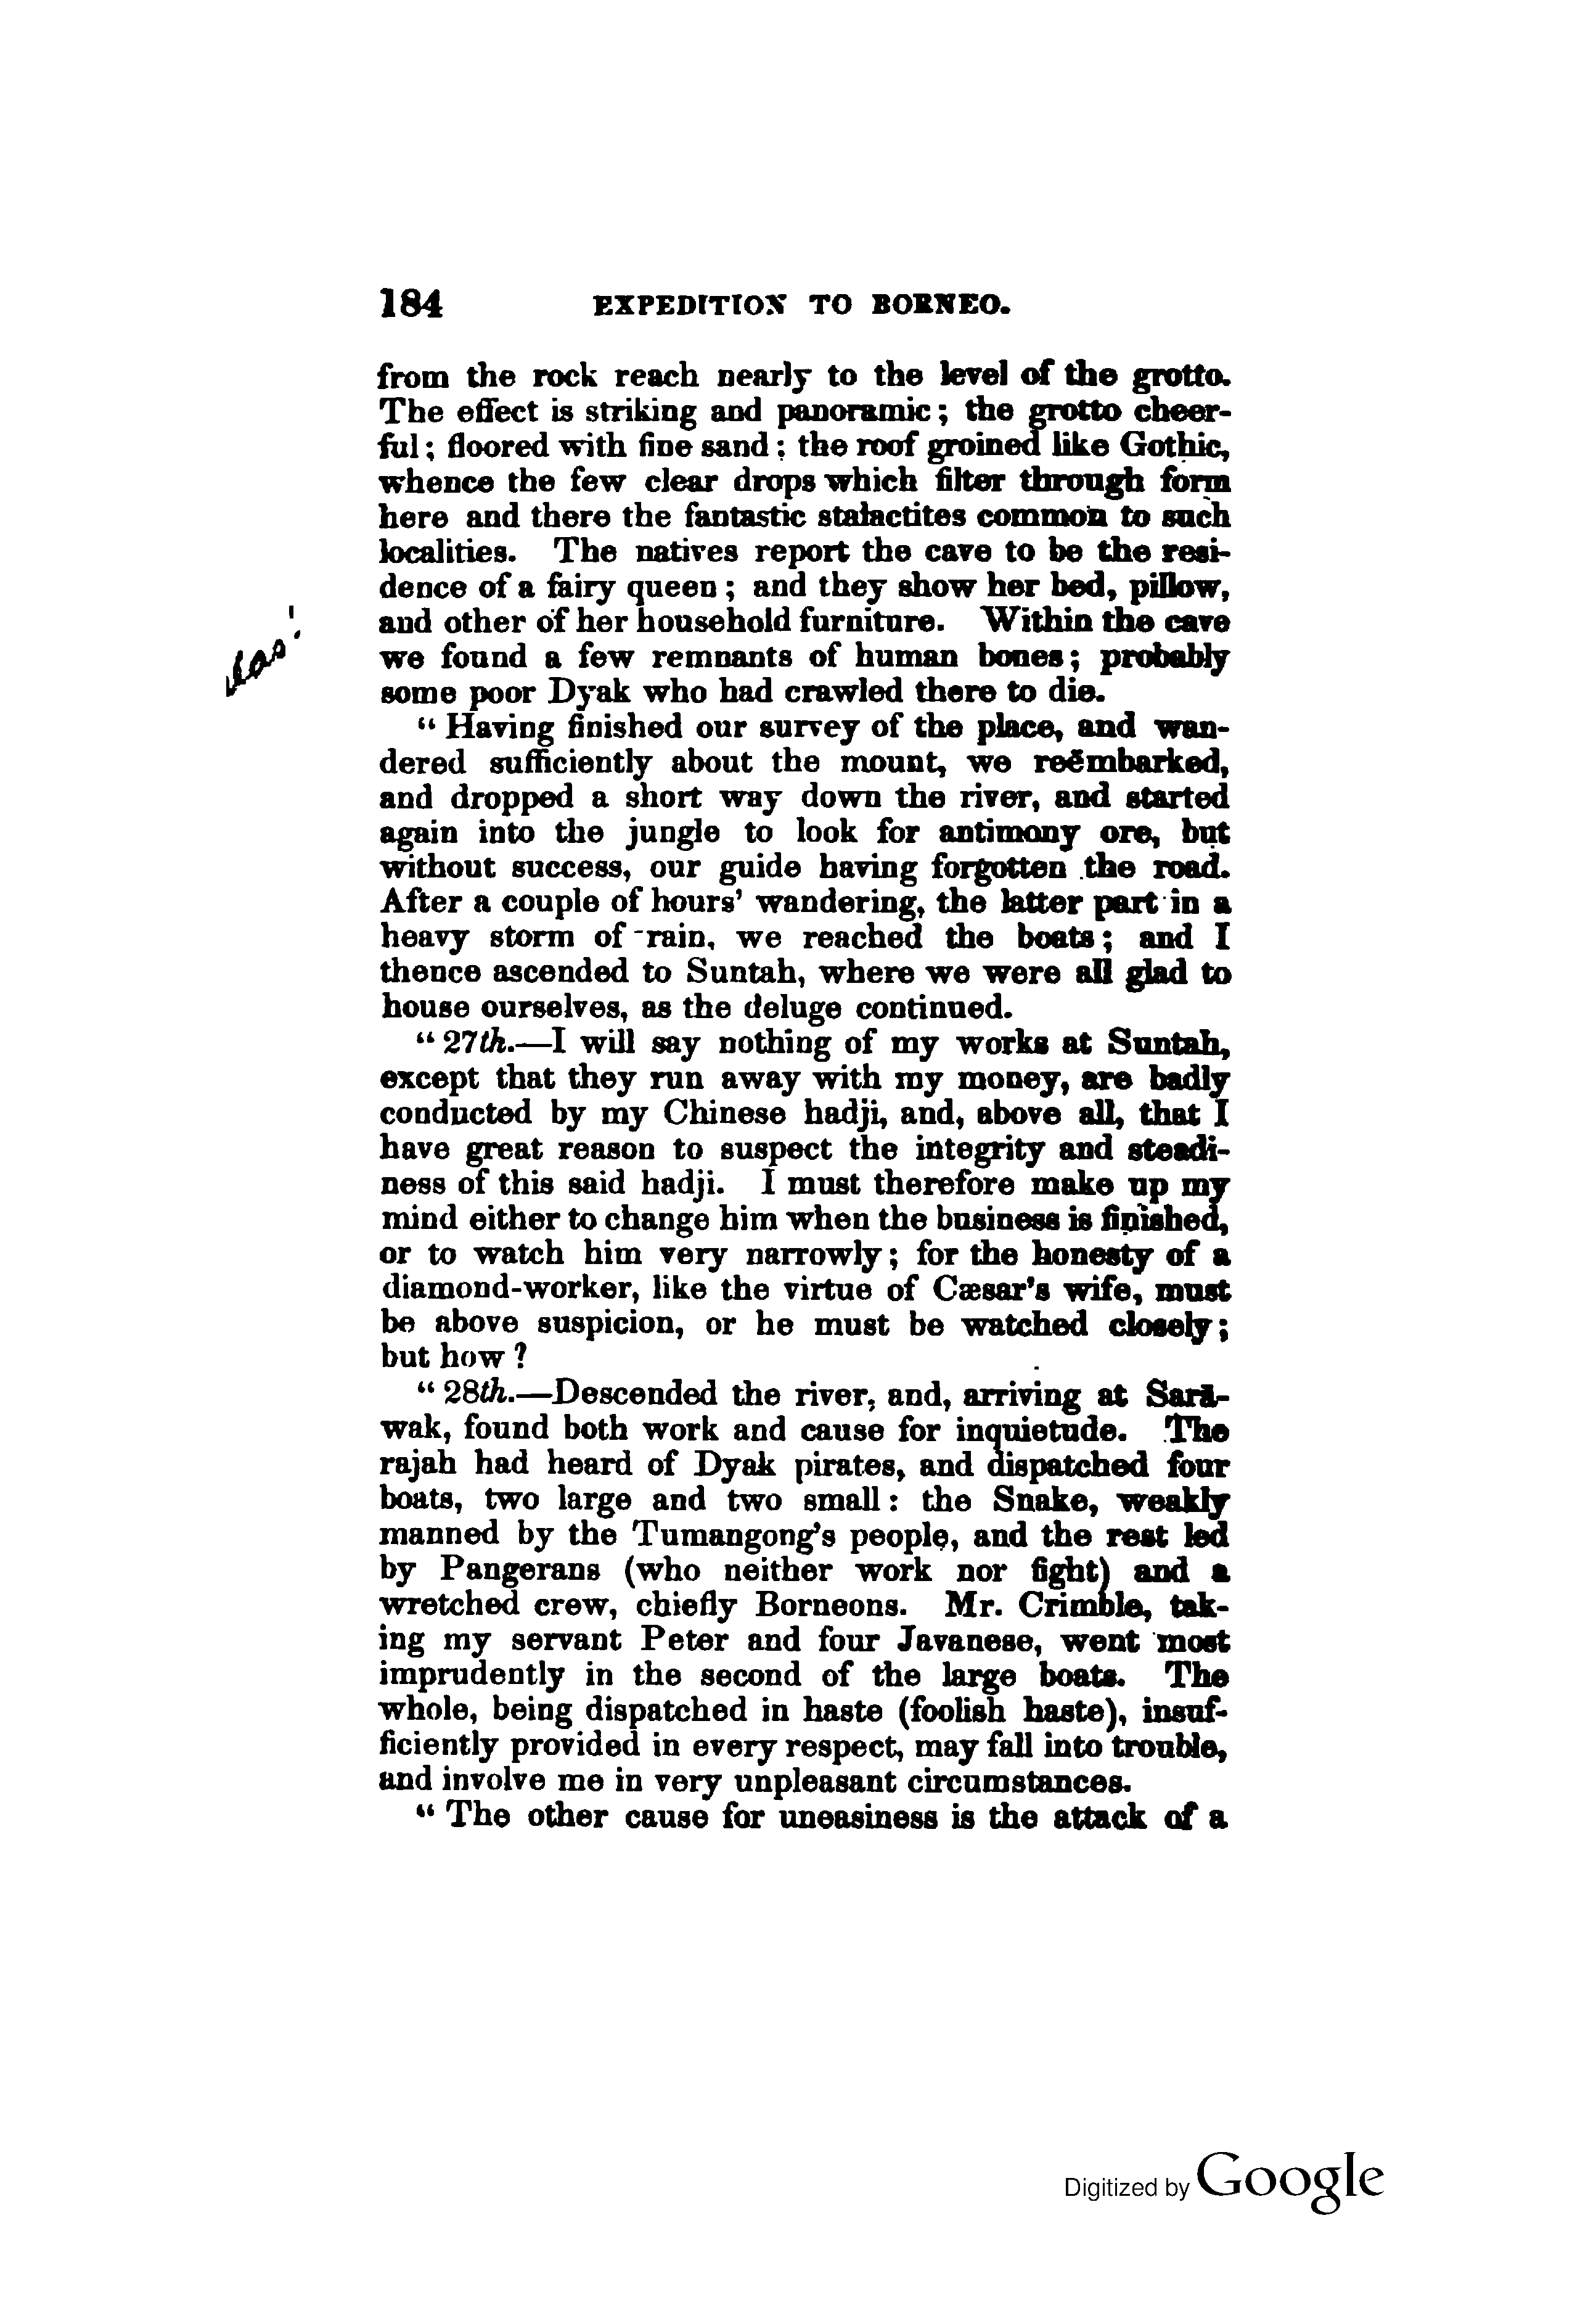 184 EXPEDITION TO BORNEO.
from the rock reach nearly to the level of the grotto.
The effect is striking and panoramic; the grotto cheer-
ful; floored with fine sand; the roof groined like Gothic,
whence the few clear drops which filter through form
here and there the fantastic stalactites common to such
localities. The natives report the cave to be the resi-
dence of a fairy queen; and they show her bed, pillow,
and other of her household furniture. Within the cave
we found a few remnants of human bones; probably
some poor Dyak who had crawled there to die.
“ Having finished our survey of the place, and wan-
dered sufficiently about the mount, we reëmbarked,
and dropped a short way down the river, and started
again into the jungle to look for antimony ore, but
without success, our guide having forgotten the road.
After a couple of hours’ wandering, the latter part in a
heavy storm of rain, we reached the boats; and I
thence ascended to Suntah, where we were all glad to
house ourselves, as the deluge continued.
“ 27th.—I will say nothing of my works at Suntah,
except that they run away with my money, are badly
conducted by my Chinese hadji, and, above all, that I
have great reason to suspect the integrity and steadi-
ness of this said hadji. I must therefore make up my
mind either to change him when the business is finished,
or to watch him very narrowly; for the honesty of a
diamond-worker, like the virtue of Cæsar’s wife, must
be above suspicion, or he must be watched closely;
but how?
“ 28th.—Descended the river, and, arriving at Sarā-
wak, found both work and cause for inquietude. The
rajah had heard of Dyak pirates, and dispatched four
boats, two large and two small: the Snake, weakly
manned by the Tumangong’s people, and the rest led
by Pangerans (who neither work nor fight) and a
wretched crew, chiefly Borneons. Mr. Crimble, tak-
ing my servant Peter and four Javanese, went most
imprudently in the second of the large boats. The
whole, being dispatched in haste (foolish haste), insuf-
ficiently provided in every respect, may fall into trouble,
and involve me in very unpleasant circumstances.
“ The other cause for uneasiness is the attack of a
Digitized by Google